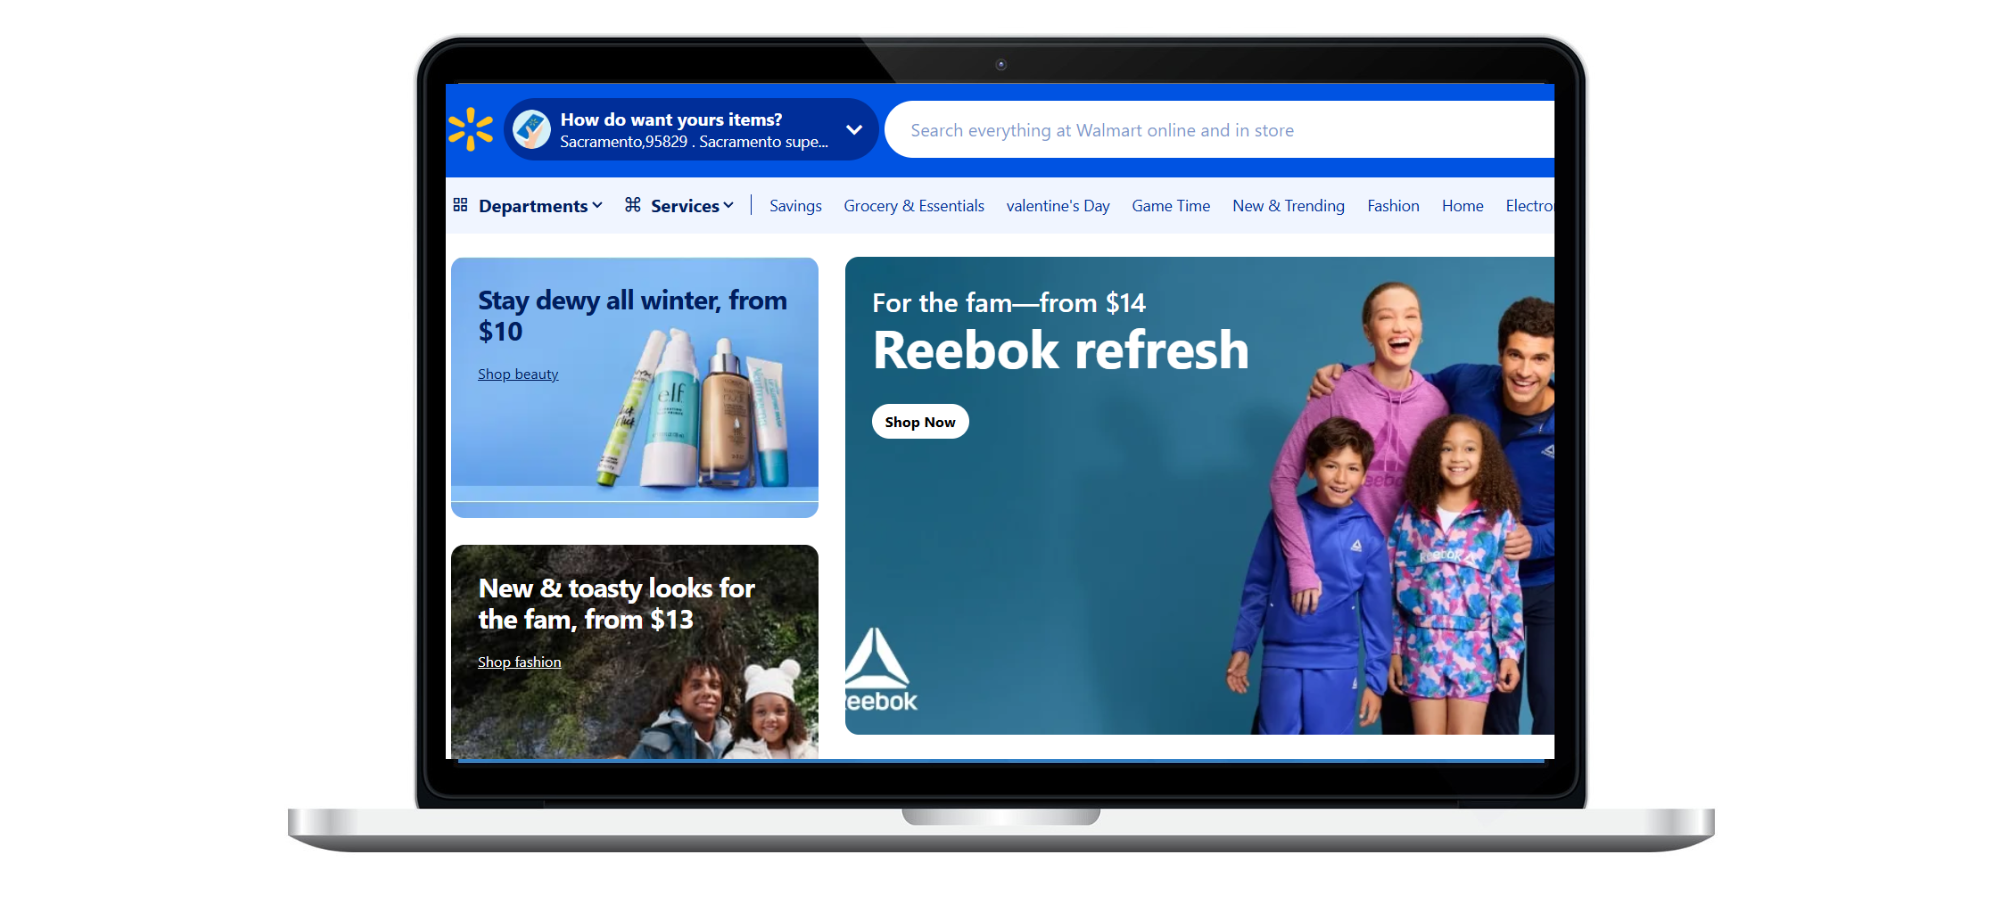 How do want yours items?
Sacramento,95829 . Sacramento supe...
Search everything at Walmart online and in store
Departments
Services
Savings
Grocery & Essentials
valentine's Day
Game Time
New & Trending
Fashion
Home
Electro
Stay dewy all winter, from
$10
Shop beauty
e.l.f.
For the fam—from $14
Reebok refresh
Shop Now
Reebok
New & toasty looks for
the fam, from $13
Shop fashion
eebok